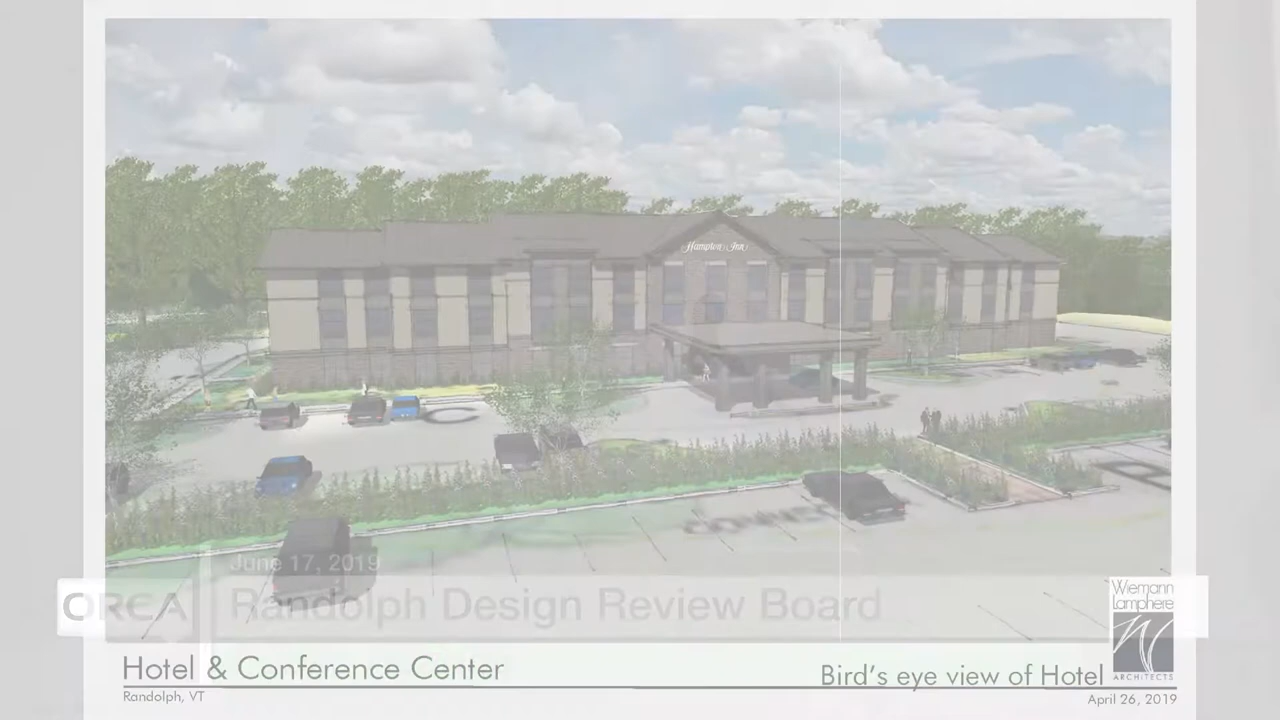 Hampton Inn
June 17, 2019
ORCA
Randolph Design Review Board
Wiemann
Lamphere
ARCHITECTS
Hotel & Conference Center
Bird's eye view of Hotel
Randolph, VT
April 26, 2019